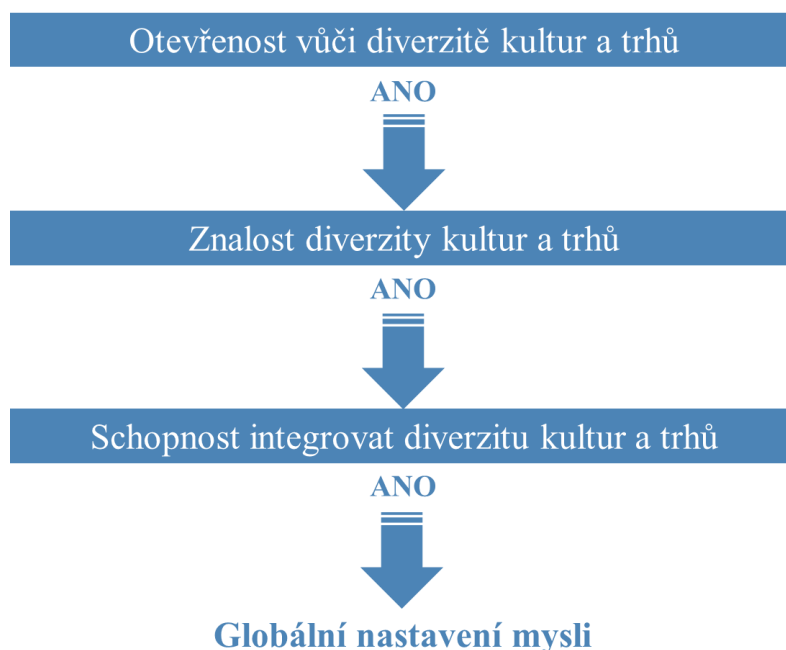 Otevřenost vůči diverzitě kultur a trhů
ANO
Znalost diverzity kultur a trhů
ANO
Schopnost integrovat diverzitu kultur a trhů
ANO
Globální nastavení mysli